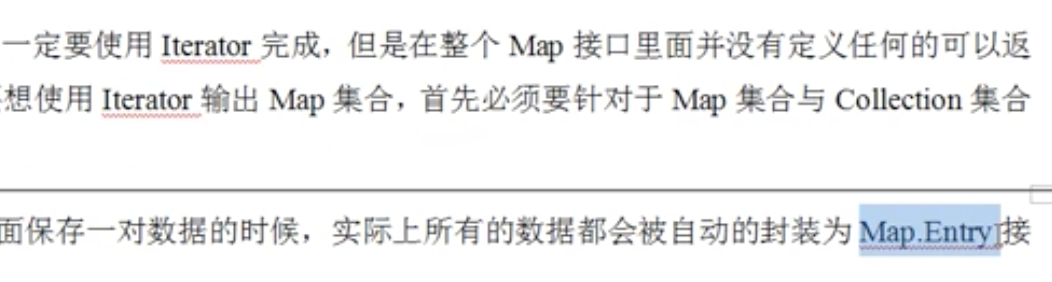 一定要使用 Iterator 完成，但是在整个 Map 接口里面并没有定义任何的可以返
想使用 Iterator 输出 Map 集合，首先必须要针对于 Map 集合与 Collection 集合
面保存一对数据的时候，实际上所有的数据都会被自动的封装为 Map.Entry 接